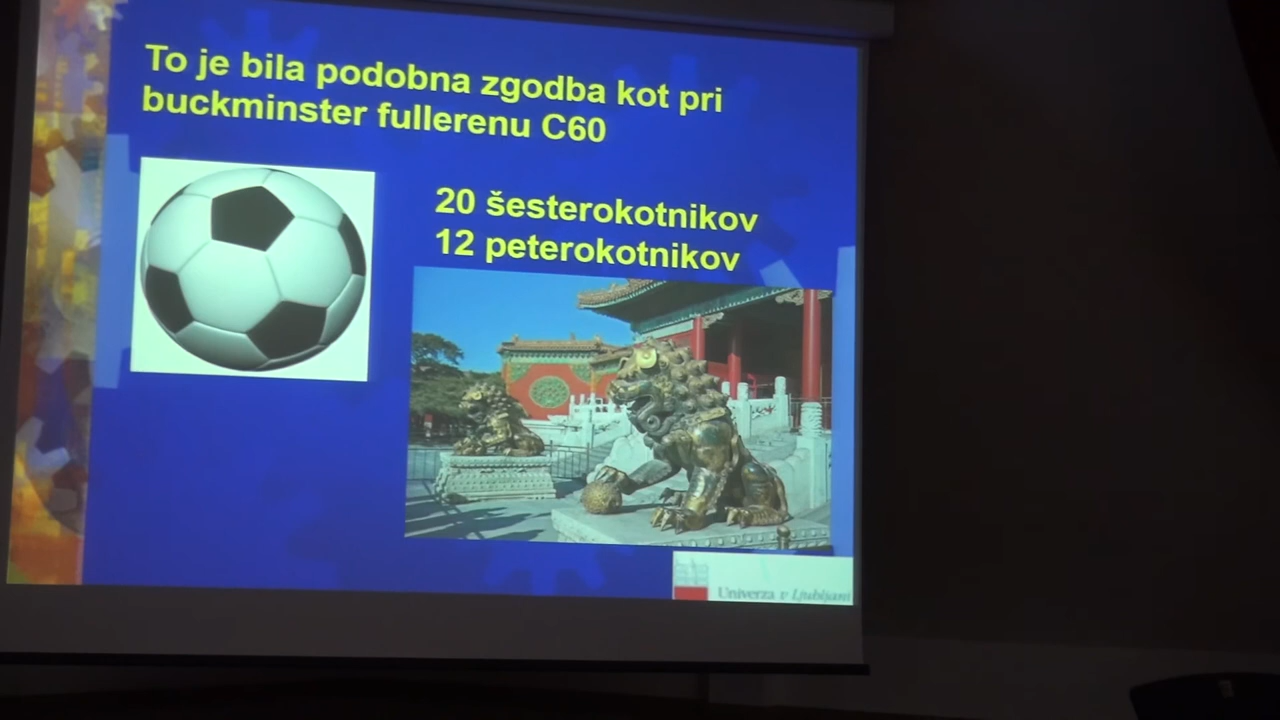 To je bila podobna zgodba kot pri
buckminster fullerenu C60
20 šesterokotnikov
12 peterokotnikov
Univerza v Ljubljani